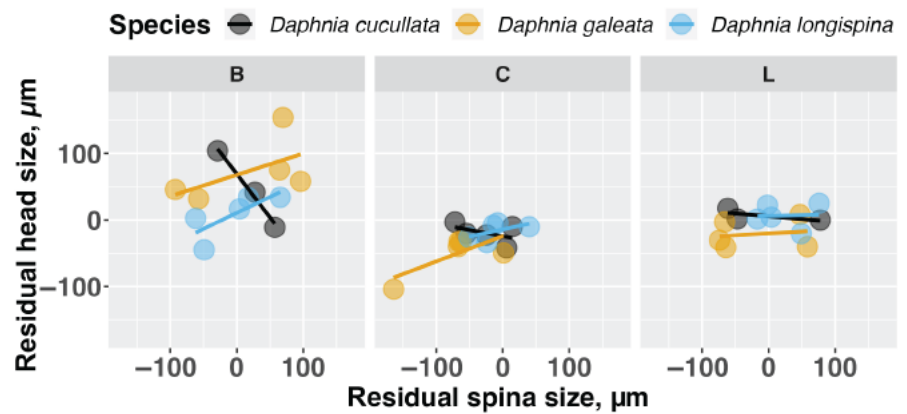 Species Daphnia cucullata Daphnia galeata Daphnia longispina
B C L
Residual head size, µm
100
0
−100
−100 0 100 −100 0 100 −100 0 100
Residual spina size, µm